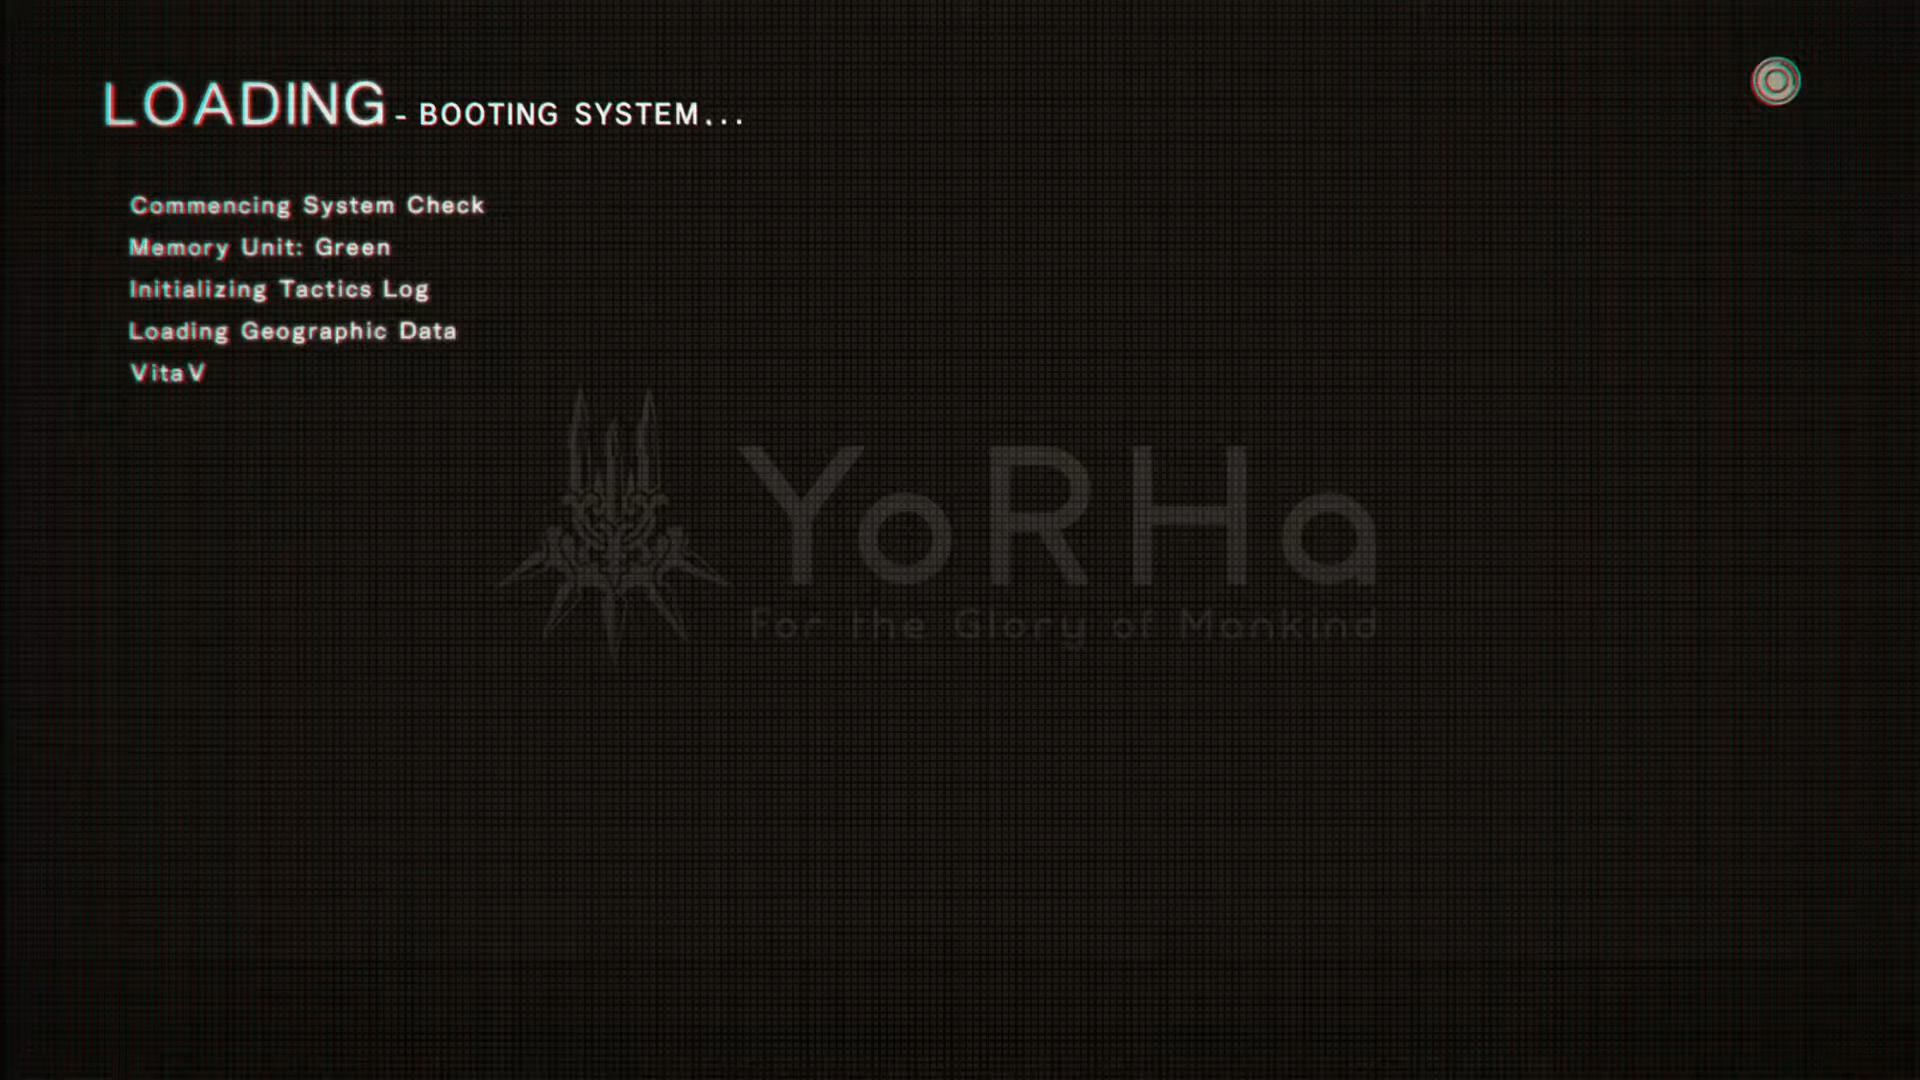 LOADING - BOOTING SYSTEM...
Commencing System Check
Memory Unit: Green
Initializing Tactics Log
Loading Geographic Data
VitaV
YoRHa
For the Glory of Mankind